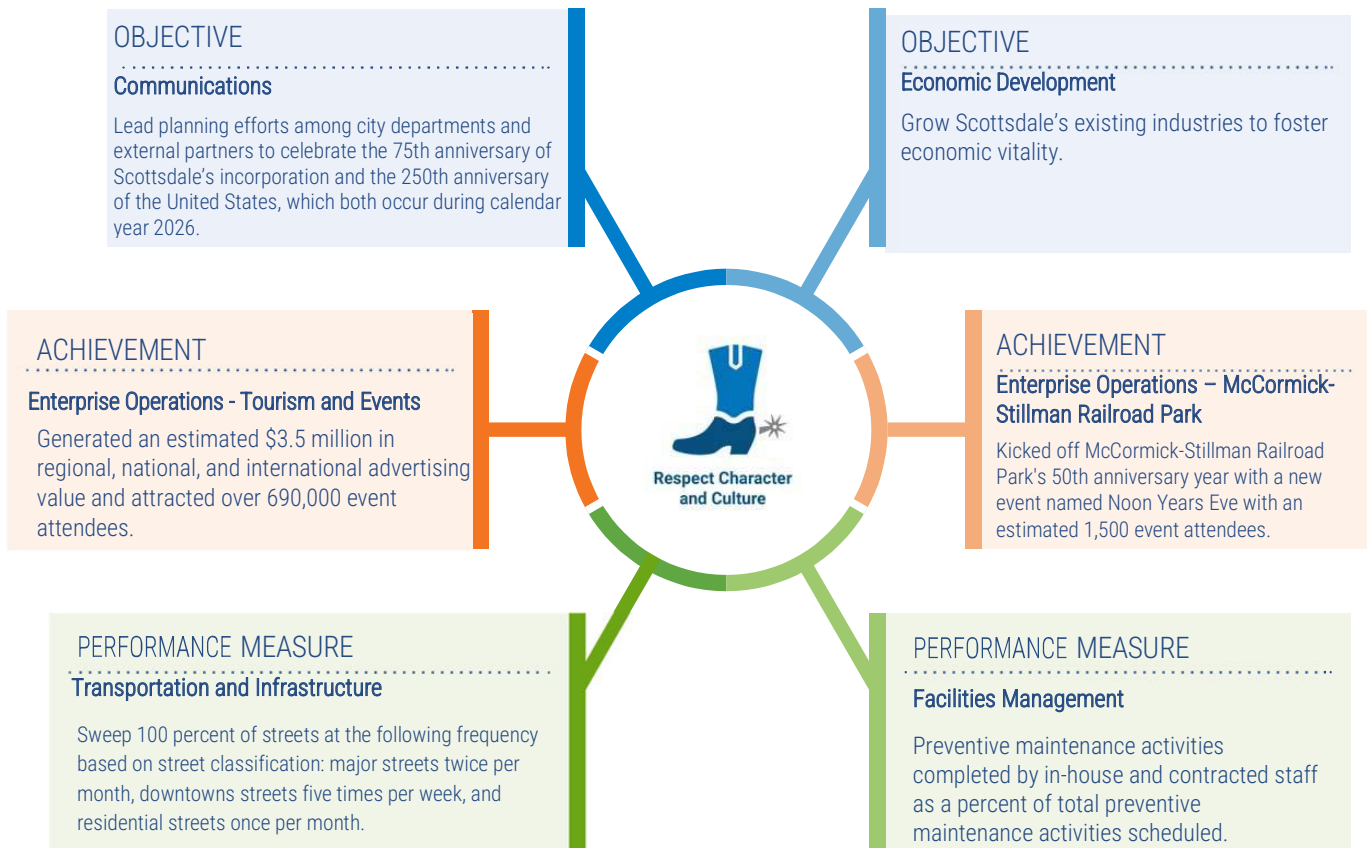 OBJECTIVE
Communications
Lead planning efforts among city departments and
external partners to celebrate the 75th anniversary of
Scottsdale's incorporation and the 250th anniversary
of the United States, which both occur during calendar
year 2026.
OBJECTIVE
Economic Development
Grow Scottsdale's existing industries to foster
economic vitality.
ACHIEVEMENT
Enterprise Operations - Tourism and Events
Generated an estimated $3.5 million in
regional, national, and international advertising
value and attracted over 690,000 event
attendees.
Respect Character
and Culture
ACHIEVEMENT
Enterprise Operations – McCormick-
Stillman Railroad Park
Kicked off McCormick-Stillman Railroad
Park's 50th anniversary year with a new
event named Noon Years Eve with an
estimated 1,500 event attendees.
PERFORMANCE MEASURE
Transportation and Infrastructure
Sweep 100 percent of streets at the following frequency
based on street classification: major streets twice per
month, downtowns streets five times per week, and
residential streets once per month.
PERFORMANCE MEASURE
Facilities Management
Preventive maintenance activities
completed by in-house and contracted staff
as a percent of total preventive
maintenance activities scheduled.